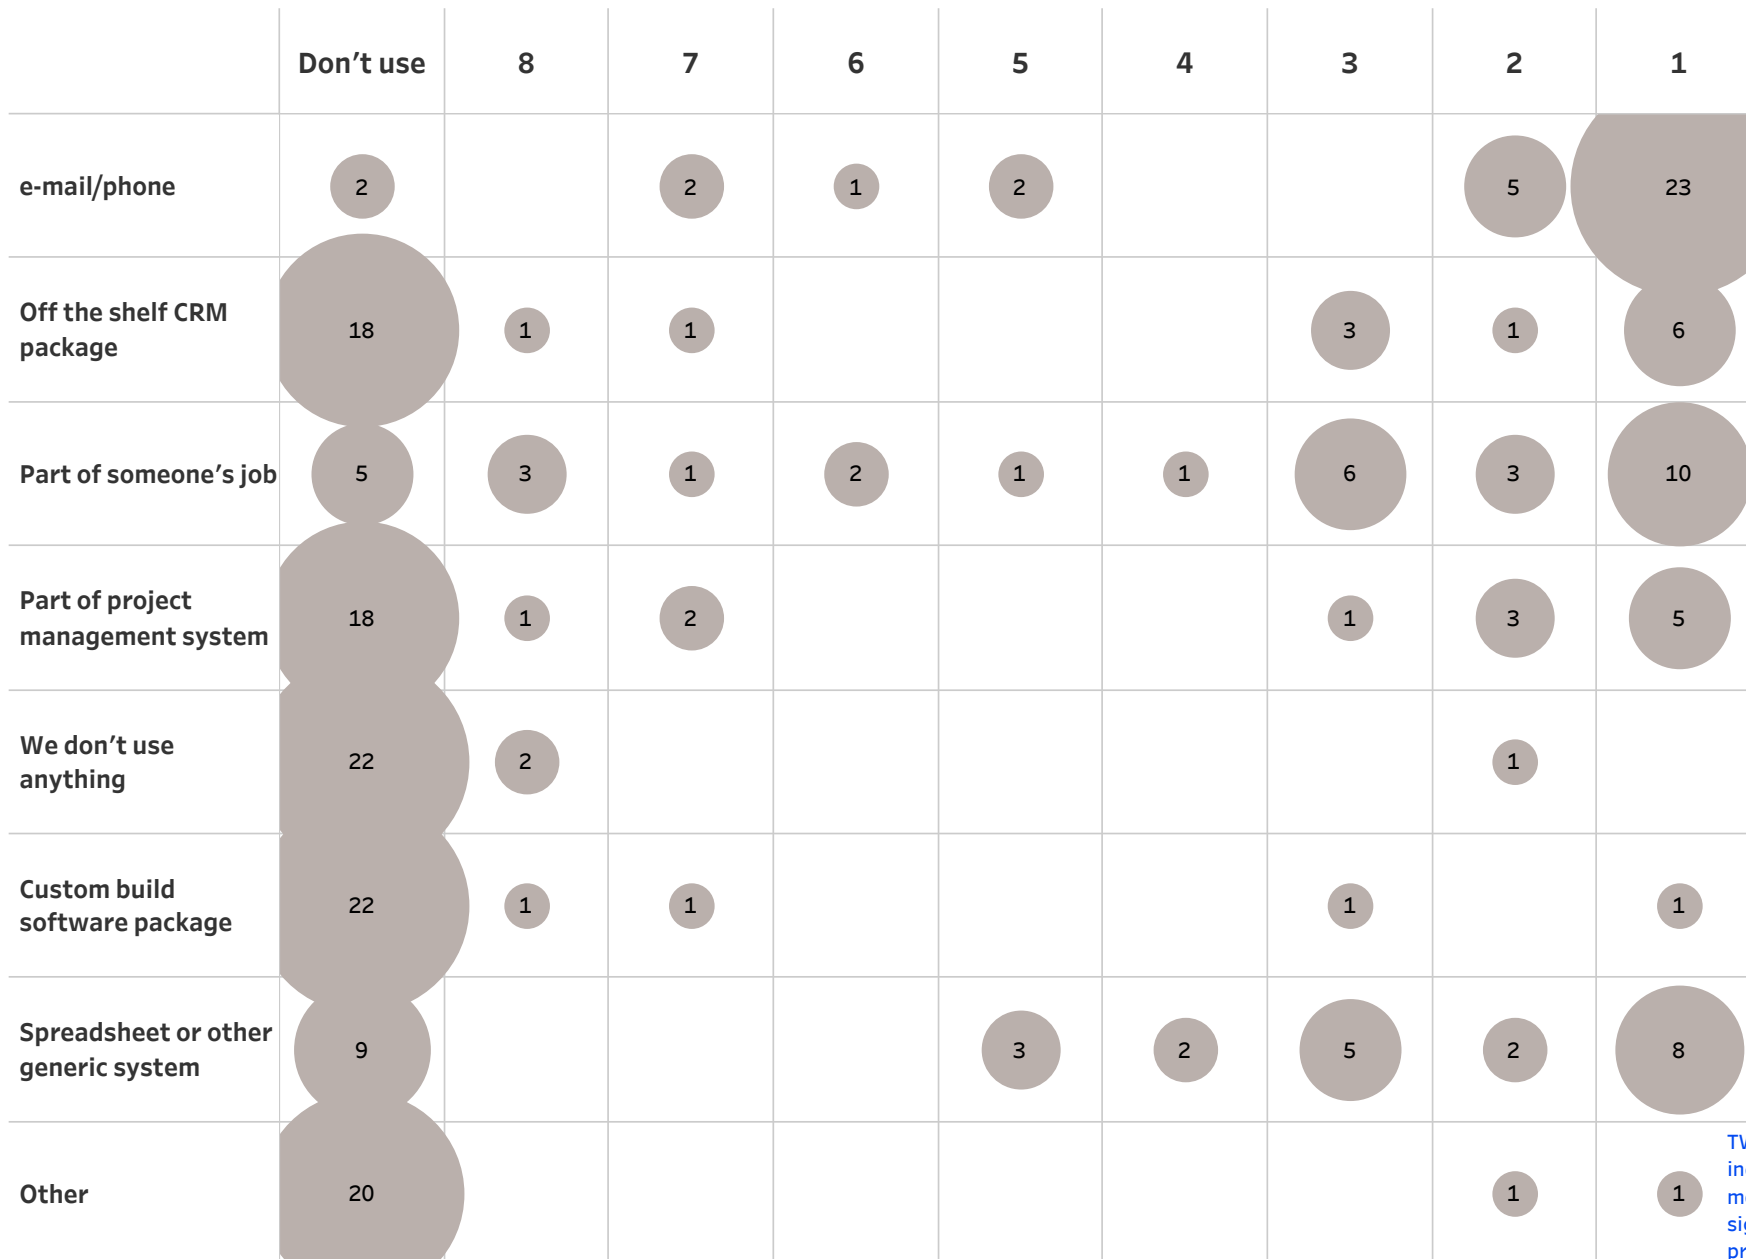 Don't use 8 7 6 5 4 3 2 1
e-mail/phone 2 2 1 2 5 23
Off the shelf CRM
package
18 1 1 3 1 6
Part of someone's job 5 3 1 2 1 1 6 3 10
Part of project
management system
18 1 2 1 3 5
We don't use
anything
22 2 1
Custom build
software package
22 1 1 1 1
Spreadsheet or other
generic system
9 3 2 5 2 8
Other 20 1 1